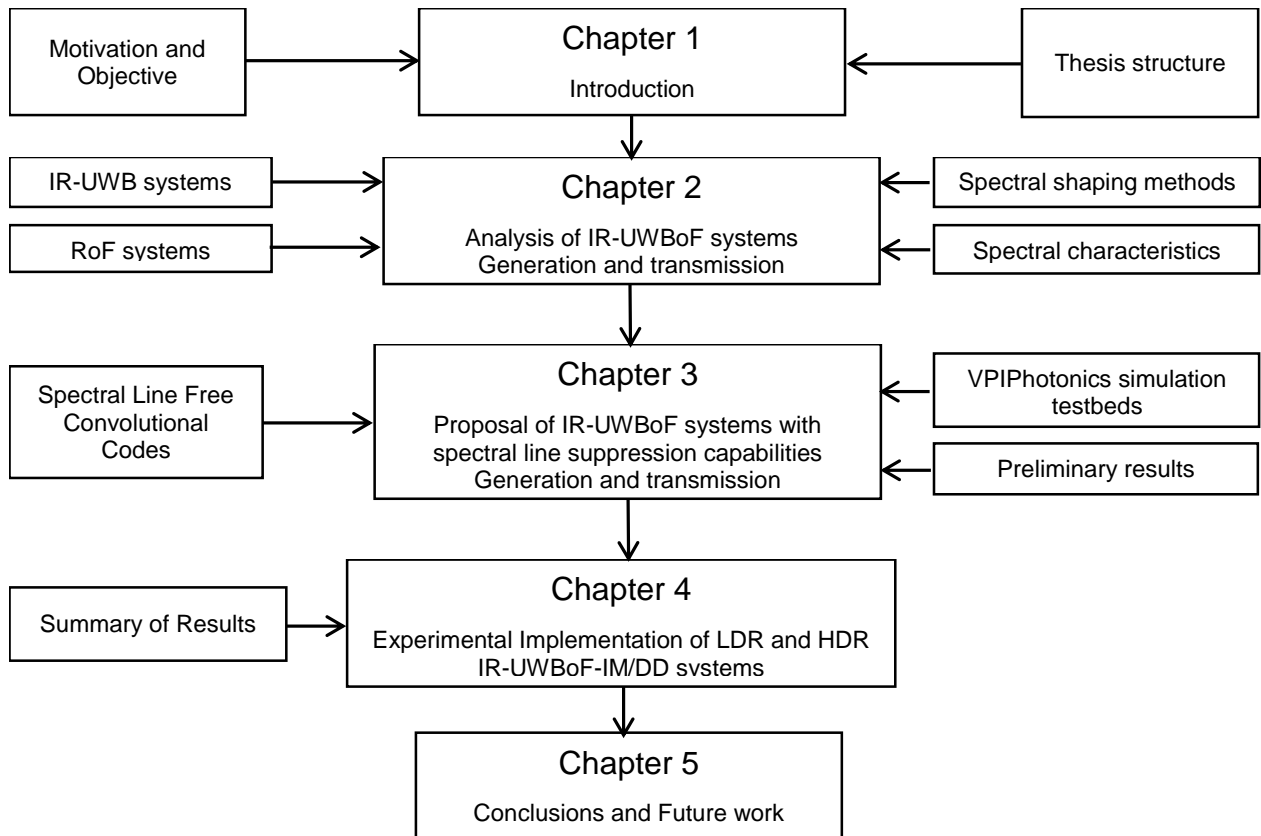 Motivation and
Objective
Chapter 1
Introduction
Thesis structure
IR-UWB systems
RoF systems
Chapter 2
Analysis of IR-UWBoF systems
Generation and transmission
Spectral shaping methods
Spectral characteristics
Spectral Line Free
Convolutional
Codes
Chapter 3
Proposal of IR-UWBoF systems with
spectral line suppression capabilities
Generation and transmission
VPIPhotonics simulation
testbeds
Preliminary results
Summary of Results
Chapter 4
Experimental Implementation of LDR and HDR
IR-UWBoF-IM/DD systems
Chapter 5
Conclusions and Future work